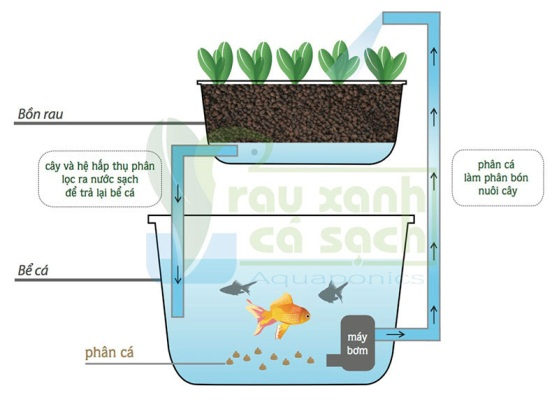 Bồn rau
cây và hệ hấp thụ phân
lọc ra nước sạch
để trả lại bể cá
phân cá
làm phân bón
nuôi cây
rau xanh
cá sạch
Aquaponics
Bể cá
máy
bơm
phân cá